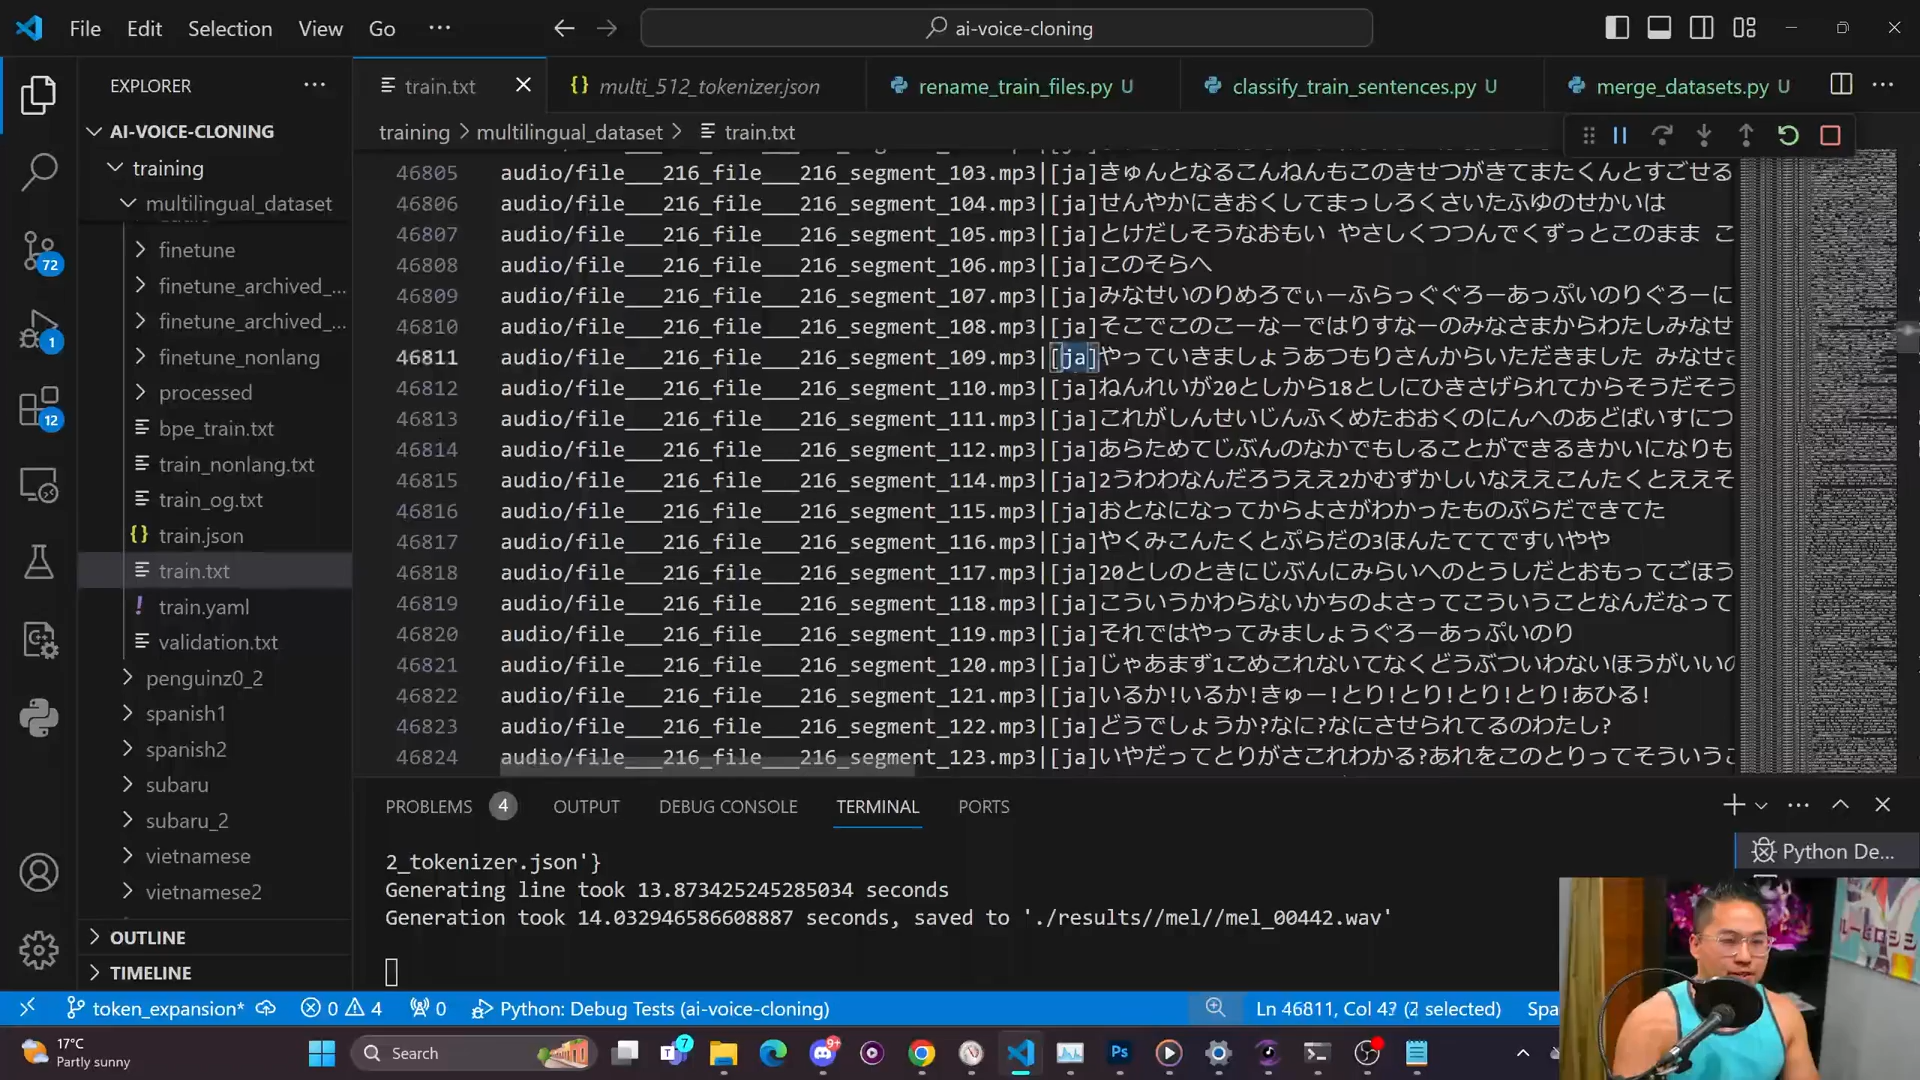 File Edit Selection View Go ··· ai-voice-cloning
EXPLORER
AI-VOICE-CLONING
training
multilingual_dataset
finetune
finetune_archived_...
finetune_archived_...
finetune_nonlang
processed
bpe_train.txt
train_nonlang.txt
train_og.txt
train.json
train.txt
train.yaml
validation.txt
penguinz0_2
spanish1
spanish2
subaru
subaru_2
vietnamese
vietnamese2
OUTLINE
TIMELINE
72
1
12
train.txt multi_512_tokenizer.json rename_train_files.py U classify_train_sentences.py U merge_datasets.py U
training > multilingual_dataset > train.txt
46805 audio/file___216_file___216_segment_103.mp3|[ja]きゅんとなるこんねんもこのきせつがきてまたくんとすごせる
46806 audio/file___216_file___216_segment_104.mp3|[ja]せんやかにきおくしてまっしろくさいたふゆのせかいは
46807 audio/file___216_file___216_segment_105.mp3|[ja]とけだしそうなおもい やさしくつつんでくずっとこのまま こ
46808 audio/file___216_file___216_segment_106.mp3|[ja]このそらへ
46809 audio/file___216_file___216_segment_107.mp3|[ja]みなせいのりめろでぃーふらっぐぐろーあっぷいのりぐろーに
46810 audio/file___216_file___216_segment_108.mp3|[ja]そこでこのこーなーではりすなーのみなさまからわたしみなせ
46811 audio/file___216_file___216_segment_109.mp3|[ja]やっていきましょうあつもりさんからいただきました みなせさ
46812 audio/file___216_file___216_segment_110.mp3|[ja]ねんれいが20としから18としにひきさげられてからそうだそう
46813 audio/file___216_file___216_segment_111.mp3|[ja]これがしんせいじんふくめたおおくのにんへのあどばいすにつ
46814 audio/file___216_file___216_segment_112.mp3|[ja]あらためてじぶんのなかでもしることができるきかいになりも
46815 audio/file___216_file___216_segment_114.mp3|[ja]2うわわなんだろうええ2かむずかしいなええこんたくとええそ
46816 audio/file___216_file___216_segment_115.mp3|[ja]おとなになってからよさがわかったものぷらだできてた
46817 audio/file___216_file___216_segment_116.mp3|[ja]やくみこんたくとぷらだの3ほんたててですいやや
46818 audio/file___216_file___216_segment_117.mp3|[ja]20としのときにじぶんにみらいへのとうしだとおもってごほう
46819 audio/file___216_file___216_segment_118.mp3|[ja]こういうかわらないかちのよさってこういうことなんだなって
46820 audio/file___216_file___216_segment_119.mp3|[ja]それではやってみましょうぐろーあっぷいのり
46821 audio/file___216_file___216_segment_120.mp3|[ja]じゃあまず1こめこれないてなくどうぶついわないほうがいいの
46822 audio/file___216_file___216_segment_121.mp3|[ja]いるか!いるか!きゅー!とり!とり!とり!とり!あひる!
46823 audio/file___216_file___216_segment_122.mp3|[ja]どうでしょうか?なに?なにさせられてるのわたし?
46824 audio/file___216_file___216_segment_123.mp3|[ja]いやだってとりがさこれわかる?あれをこのとりってそういうこ
PROBLEMS 4 OUTPUT DEBUG CONSOLE TERMINAL PORTS
2_tokenizer.json'}
Generating line took 13.873425245285034 seconds
Generation took 14.032946586608887 seconds, saved to './results//mel//mel_00442.wav'
Python De...
token_expansion* 0 4 0 Python: Debug Tests (ai-voice-cloning) Ln 46811, Col 47 (2 selected) Spa
17°C
Partly sunny
Search
7
9+
Ps